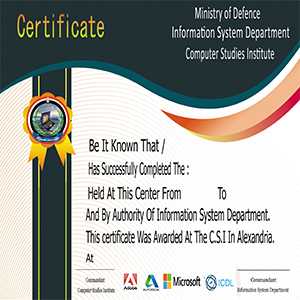 Certificate
Ministry of Defence
Information System Department
Computer Studies Institute
Be It Known That /
Has Successfully Completed The :
Held At This Center From To
And By Authority Of Information System Department.
This certificate Was Awarded At The C.S.I In Alexandria.
At
Commandant
Computer Studies Institute
Adobe
AUTODESK
Microsoft
ICDL
Commandant
Information System Department